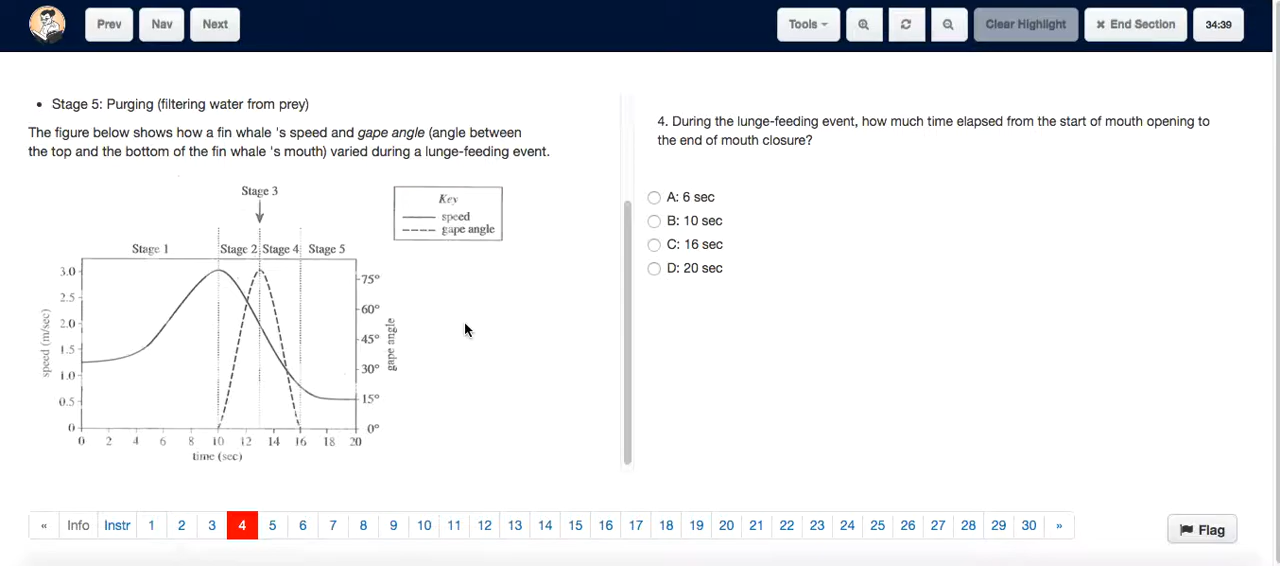 Prev Nav Next Tools Clear Highlight × End Section 34:39
• Stage 5: Purging (filtering water from prey)
The figure below shows how a fin whale 's speed and gape angle (angle between
the top and the bottom of the fin whale 's mouth) varied during a lunge-feeding event.
Stage 3
Key
speed
gape angle
Stage 1 Stage 2 Stage 4 Stage 5
3.0
2.5
2.0
1.5
1.0
0.5
0
speed (m/sec)
75°
60°
45°
30°
15°
0°
gape angle
0 2 4 6 8 10 12 14 16 18 20
time (sec)
4. During the lunge-feeding event, how much time elapsed from the start of mouth opening to
the end of mouth closure?
A: 6 sec
B: 10 sec
C: 16 sec
D: 20 sec
« Info Instr 1 2 3 4 5 6 7 8 9 10 11 12 13 14 15 16 17 18 19 20 21 22 23 24 25 26 27 28 29 30 »
Flag